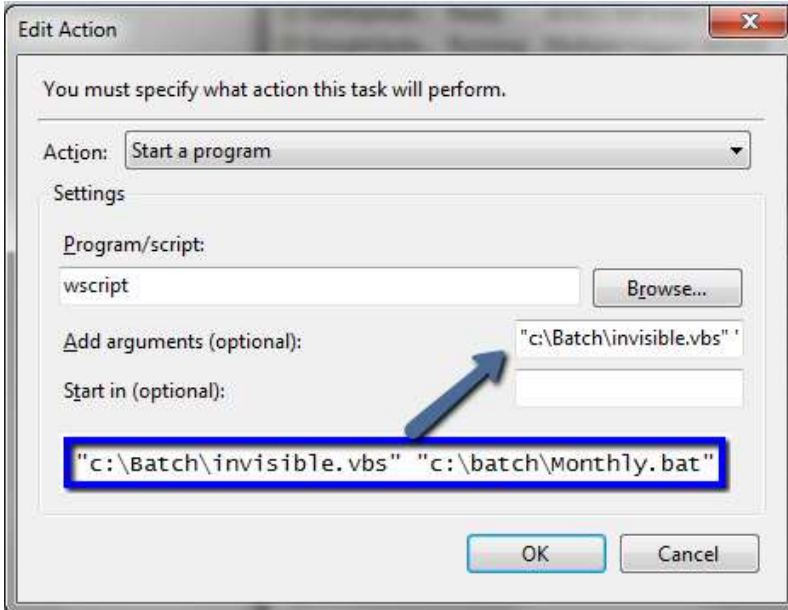 Edit Action
You must specify what action this task will perform.
Action: Start a program
Settings
Program/script:
wscript Browse...
Add arguments (optional): "c:\Batch\invisible.vbs" '
Start in (optional):
"c:\Batch\invisible.vbs" "c:\batch\Monthly.bat"
OK Cancel